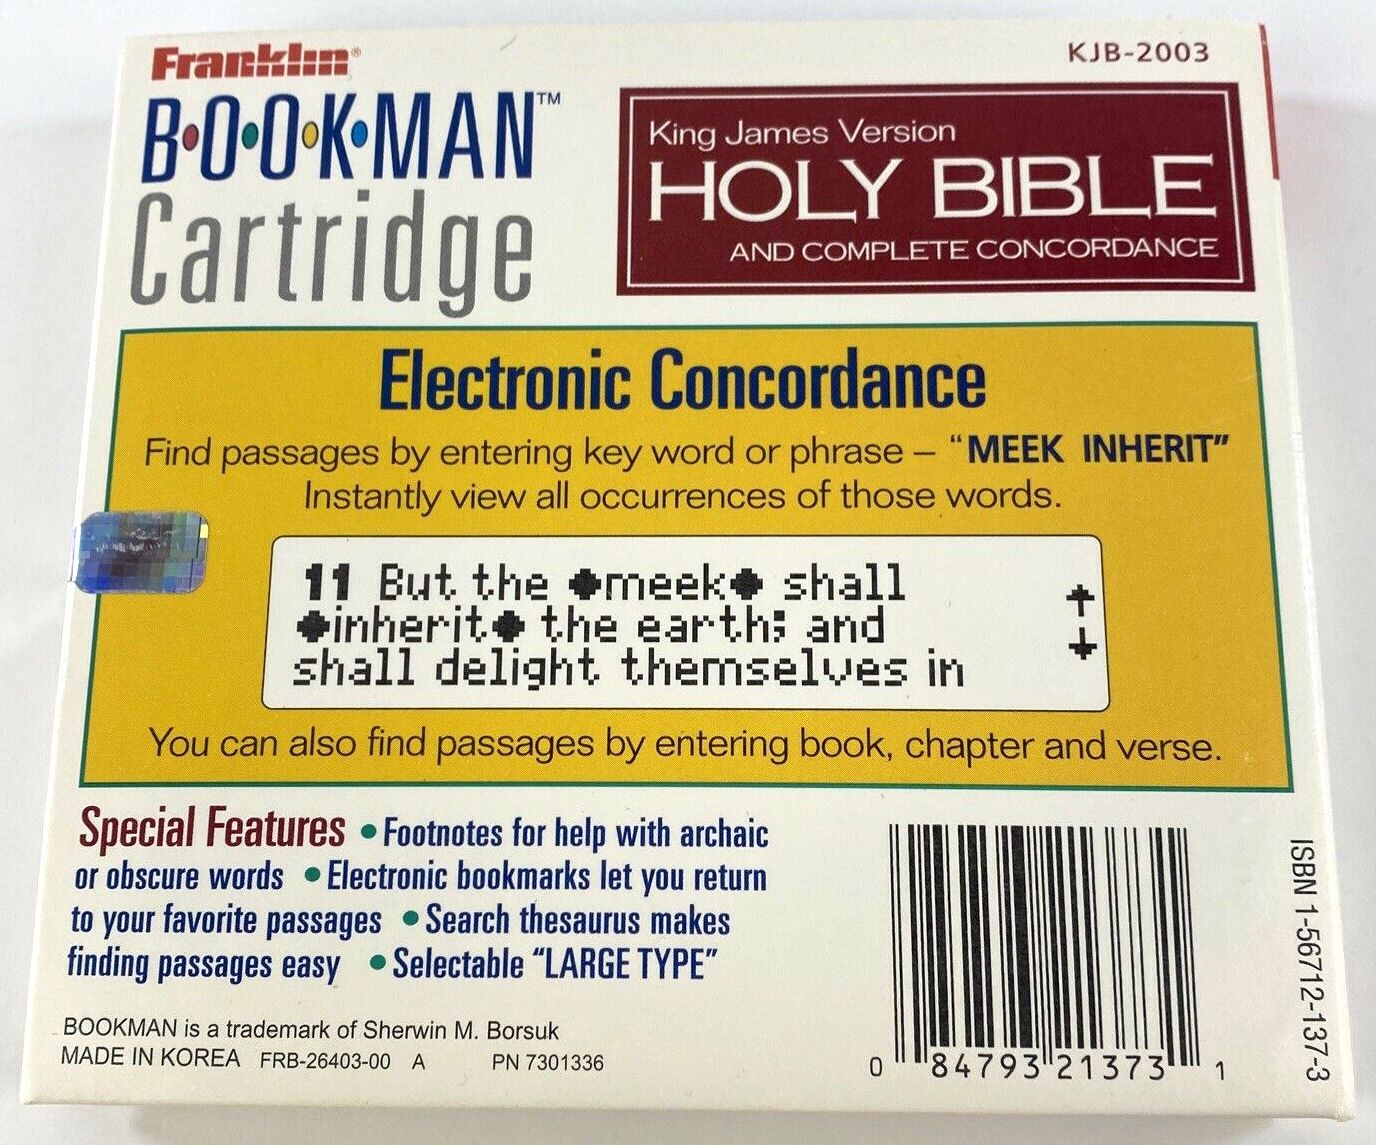 Franklin®
KJB-2003
B•O•O•K•MAN™
Cartridge
King James Version
HOLY BIBLE
AND COMPLETE CONCORDANCE
Electronic Concordance
Find passages by entering key word or phrase – “MEEK INHERIT”
Instantly view all occurrences of those words.
11 But the ◆meek◆ shall
◆inherit◆ the earth; and
shall delight themselves in
You can also find passages by entering book, chapter and verse.
Special Features • Footnotes for help with archaic
or obscure words • Electronic bookmarks let you return
to your favorite passages • Search thesaurus makes
finding passages easy • Selectable “LARGE TYPE”
BOOKMAN is a trademark of Sherwin M. Borsuk
MADE IN KOREA FRB-26403-00 A PN 7301336
0 84793 21373 1
ISBN 1-56712-137-3